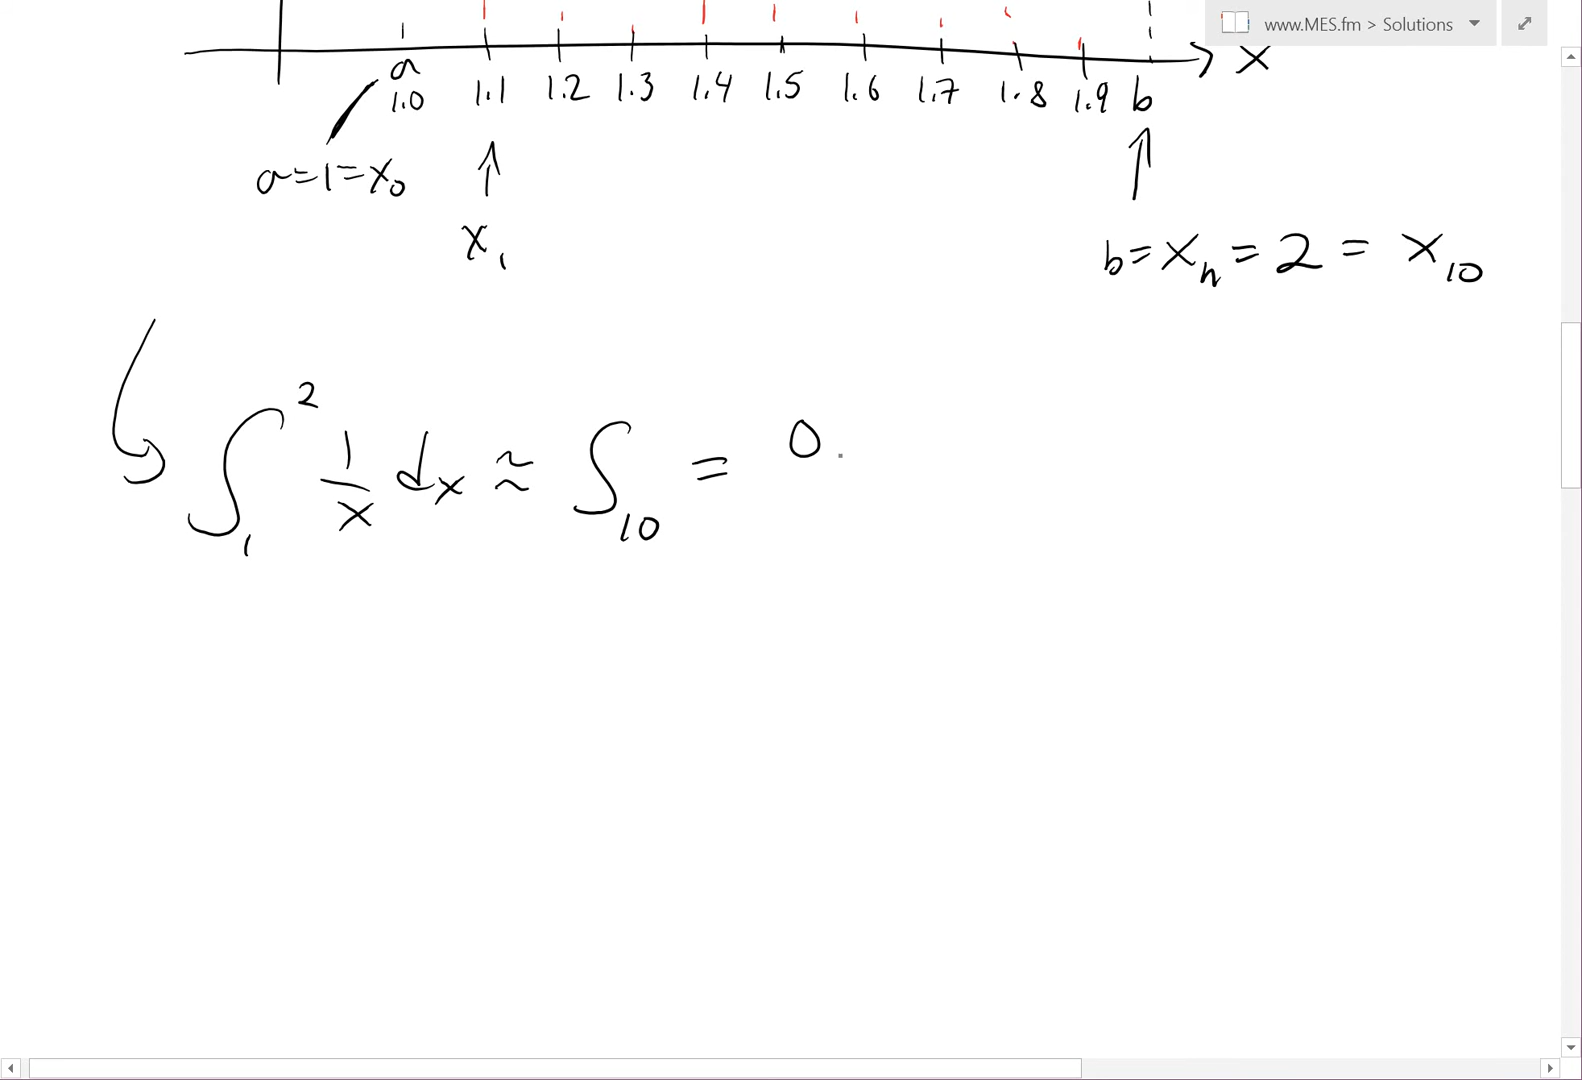 www.MES.fm > Solutions
x
a
1.0 1.1 1.2 1.3 1.4 1.5 1.6 1.7 1.8 1.9 b
a=1=x₀
x₁
b=xₙ=2=x₁₀
∫₁² 1/x dx ≈ S₁₀ = 0.